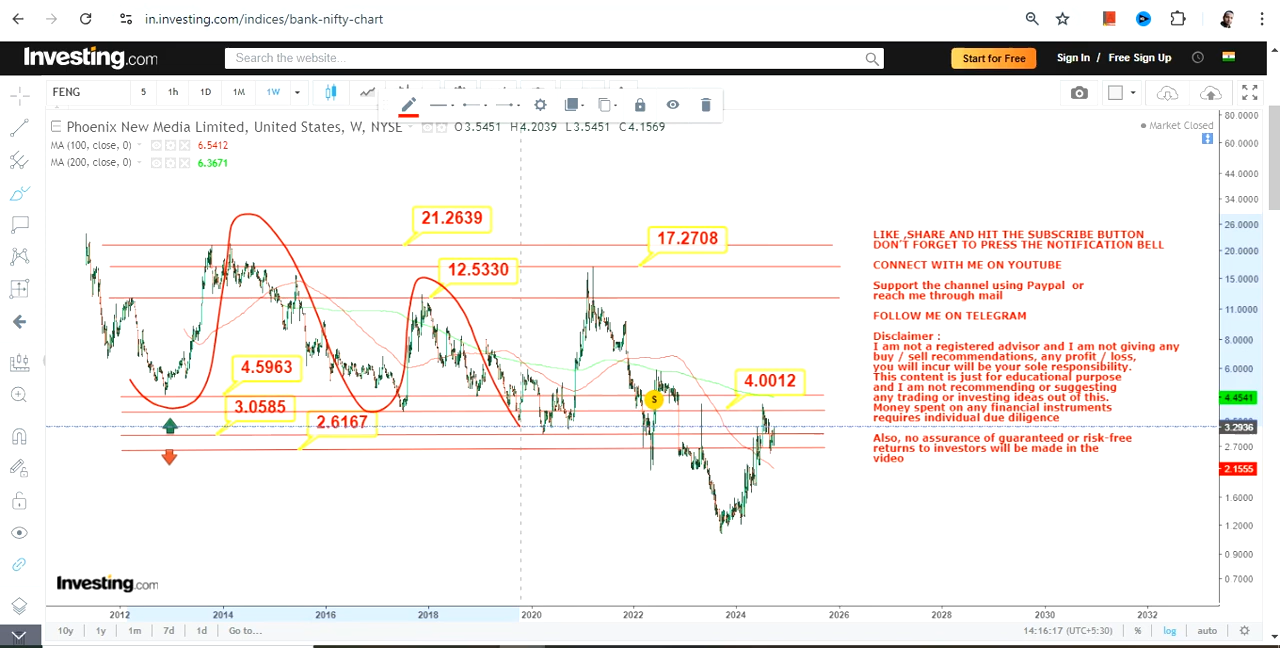 in.investing.com/indices/bank-nifty-chart
Investing.com
Search the website...
Start for Free
Sign In / Free Sign Up
FENG
5 1h 1D 1M 1W
Phoenix New Media Limited, United States, W, NYSE O3.5451 H4.2039 L3.5451 C4.1569
Market Closed
MA (100, close, 0) 6.5412
MA (200, close, 0) 6.3671
21.2639
17.2708
12.5330
4.5963
4.0012
3.0585
2.6167
S
LIKE ,SHARE AND HIT THE SUBSCRIBE BUTTON
DON'T FORGET TO PRESS THE NOTIFICATION BELL
CONNECT WITH ME ON YOUTUBE
Support the channel using Paypal or
reach me through mail
FOLLOW ME ON TELEGRAM
Disclaimer :
I am not a registered advisor and I am not giving any
buy / sell recommendations, any profit / loss,
you will incur will be your sole responsibility.
This content is just for educational purpose
and I am not recommending or suggesting
any trading or investing ideas out of this.
Money spent on any financial instruments
requires individual due diligence
Also, no assurance of guaranteed or risk-free
returns to investors will be made in the
video
80.0000
60.0000
44.0000
34.0000
26.0000
20.0000
15.0000
11.0000
8.0000
6.0000
4.4541
3.2936
2.7000
2.1555
1.6000
1.2000
0.9000
0.7000
Investing.com
2012 2014 2016 2018 2020 2022 2024 2026 2028 2030 2032
10y 1y 1m 7d 1d Go to...
14:16:17 (UTC+5:30) % log auto